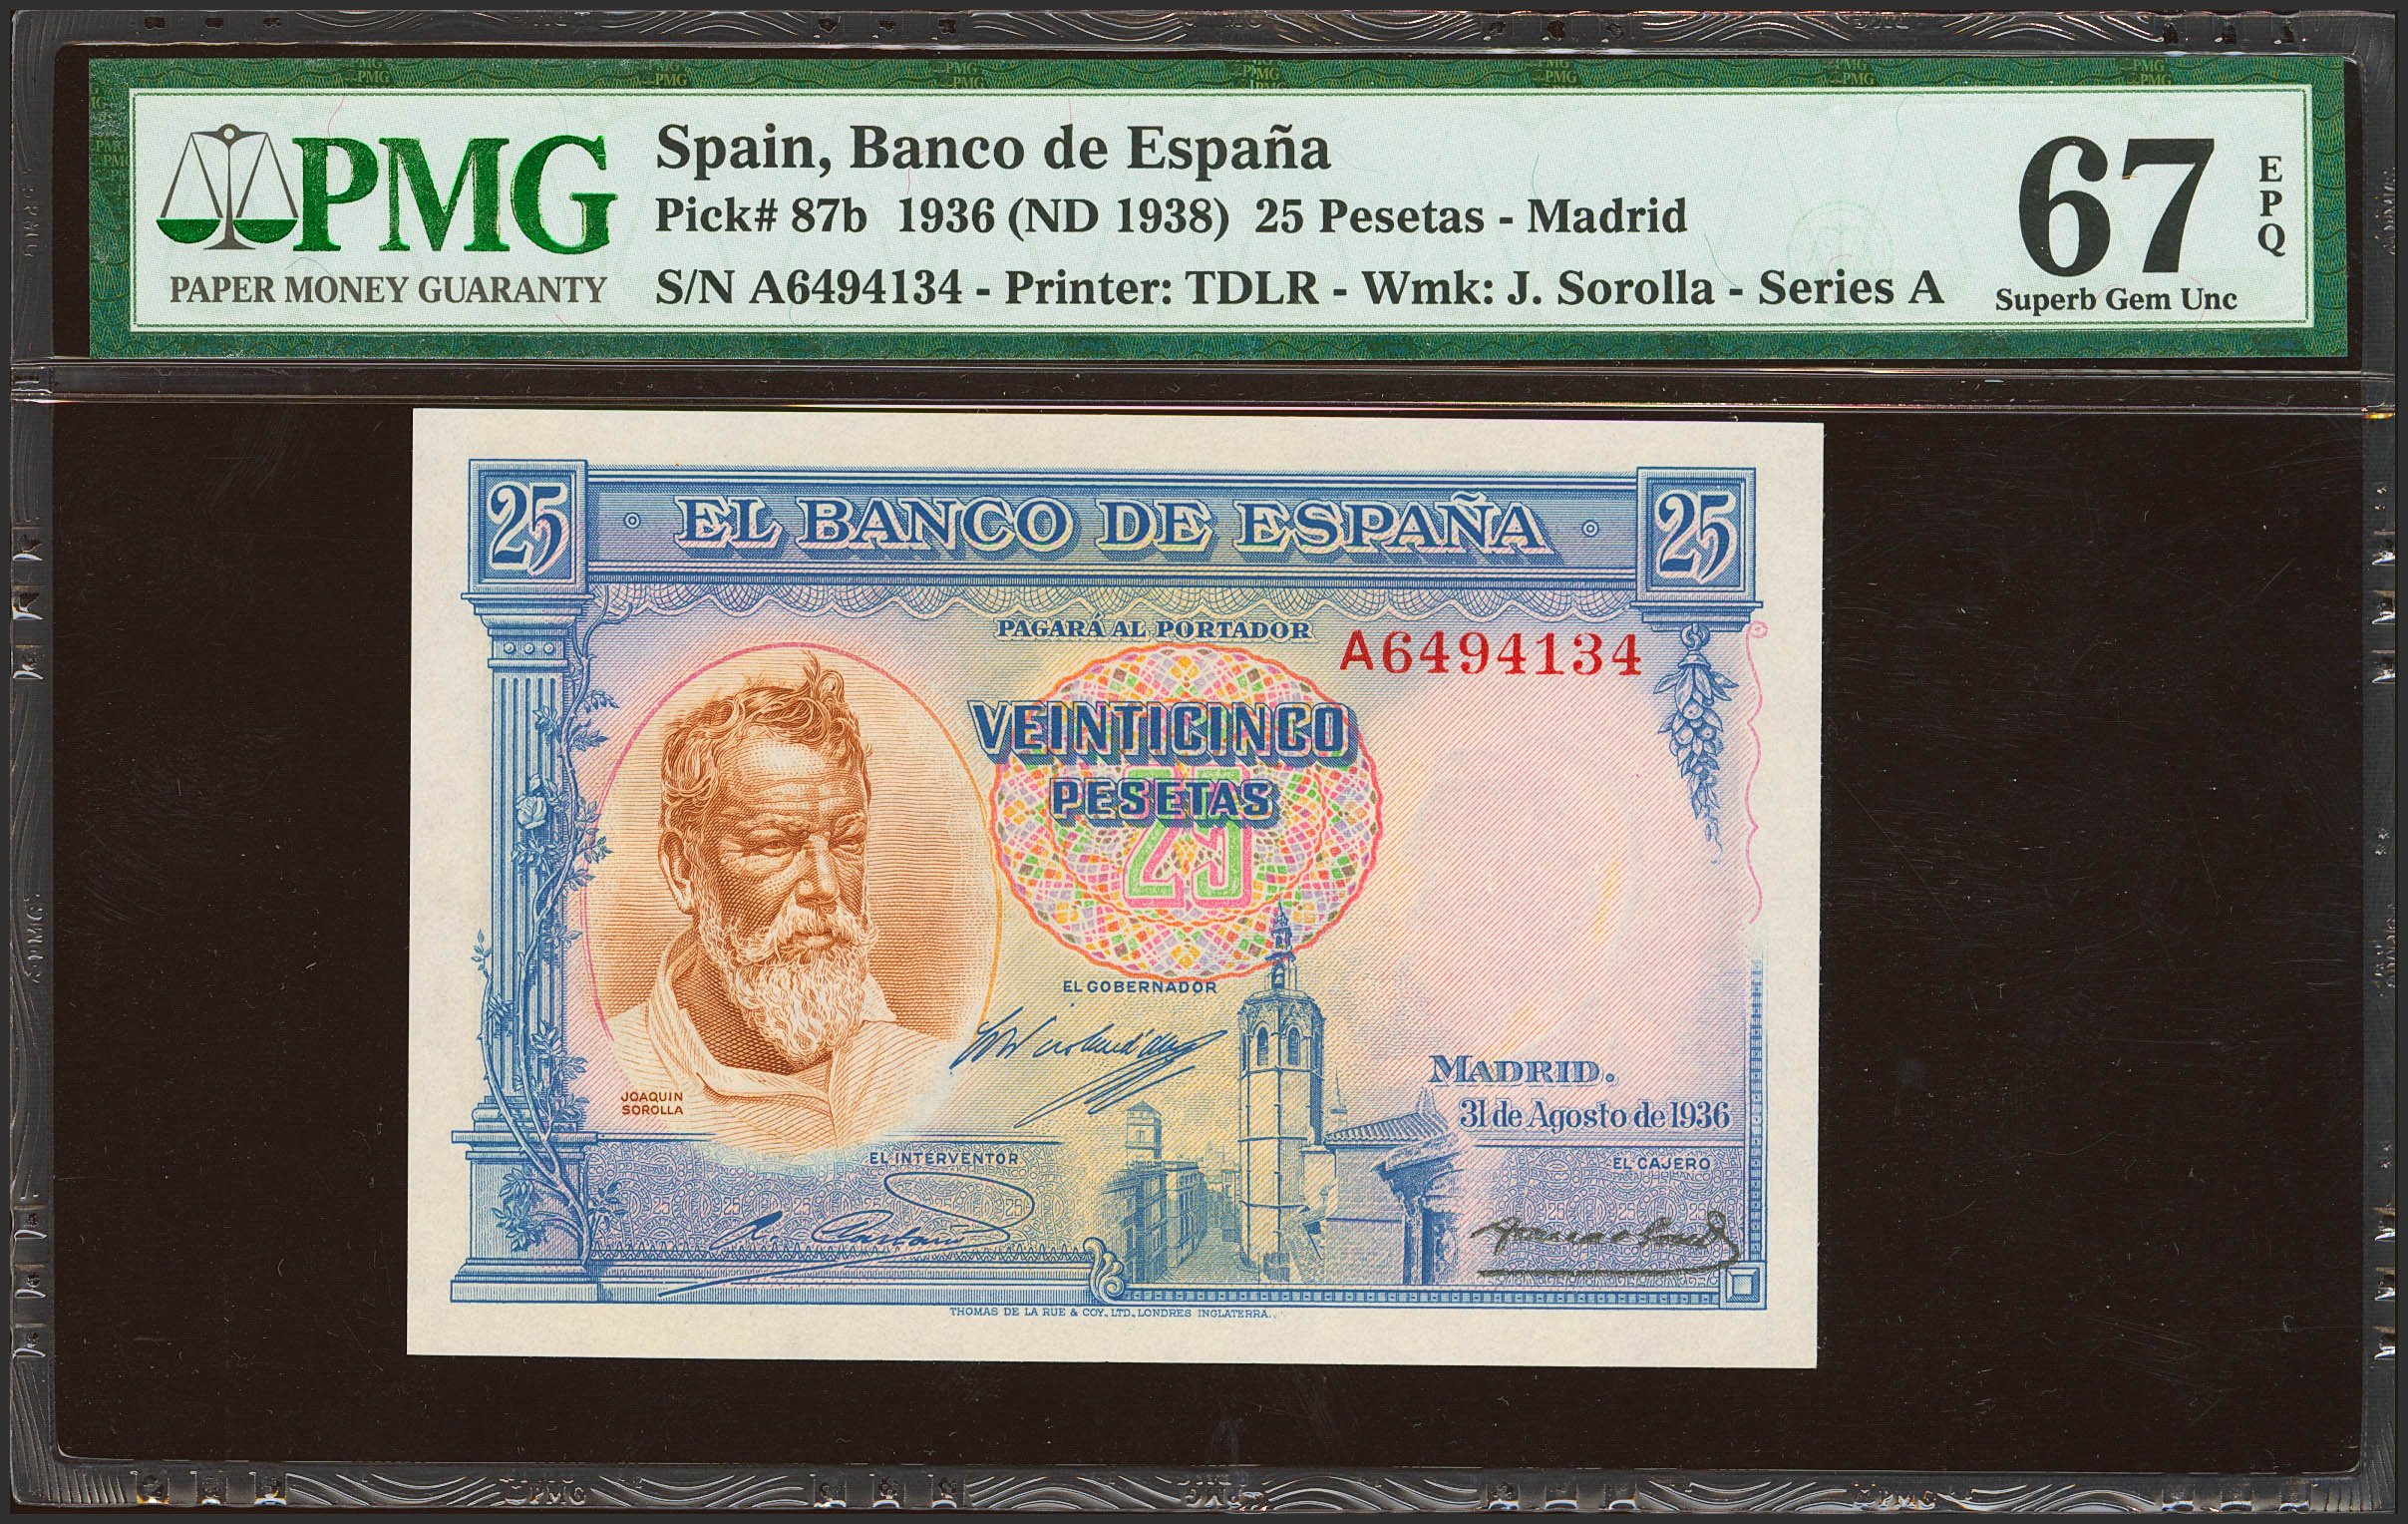 PMG
PAPER MONEY GUARANTY
Spain, Banco de España
Pick# 87b 1936 (ND 1938) 25 Pesetas - Madrid
S/N A6494134 - Printer: TDLR - Wmk: J. Sorolla - Series A
67
EPQ
Superb Gem Unc
25
EL BANCO DE ESPAÑA
25
PAGARÁ AL PORTADOR
A6494134
VEINTICINCO
PESETAS
25
EL GOBERNADOR
MADRID.
31 de Agosto de 1936
JOAQUIN
SOROLLA
EL INTERVENTOR
EL CAJERO
THOMAS DE LA RUE & COY., LTD., LONDRES INGLATERRA.